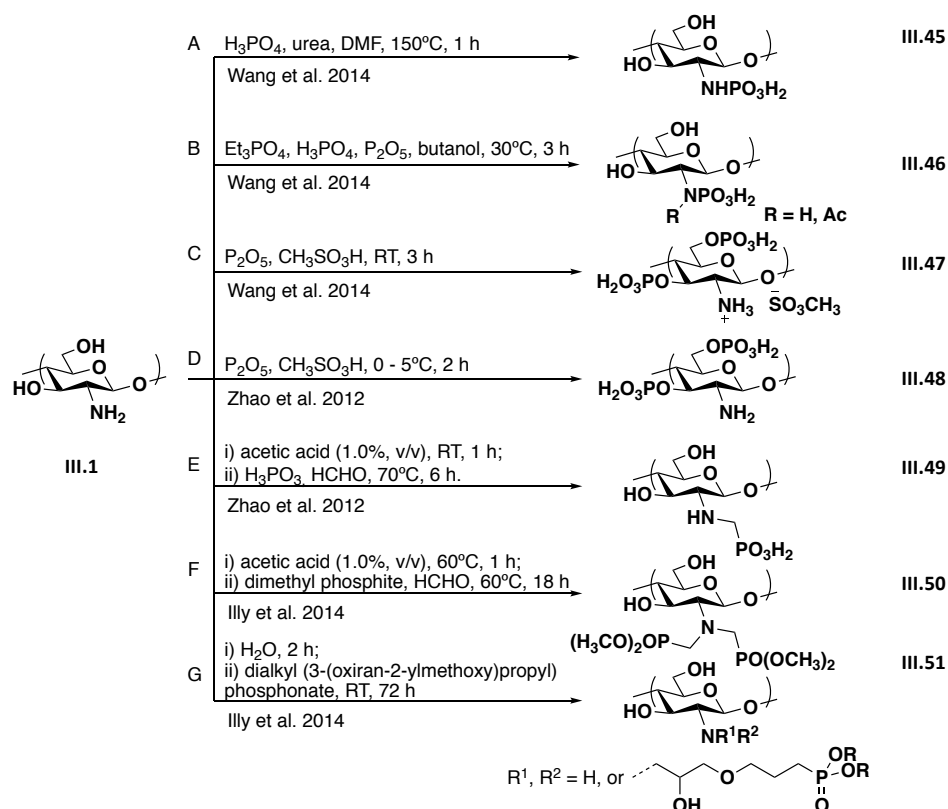 A
H₃PO₄, urea, DMF, 150ºC, 1 h
Wang et al. 2014
OH
O
HO
O
NHPO₃H₂
III.45
B
Et₃PO₄, H₃PO₄, P₂O₅, butanol, 30ºC, 3 h
Wang et al. 2014
OH
O
HO
O
NPO₃H₂
R
R = H, Ac
III.46
C
P₂O₅, CH₃SO₃H, RT, 3 h
Wang et al. 2014
OPO₃H₂
O
H₂O₃PO
O
NH₃
+
−
SO₃CH₃
III.47
OH
O
HO
O
NH₂
III.1
D
P₂O₅, CH₃SO₃H, 0 - 5ºC, 2 h
Zhao et al. 2012
OPO₃H₂
O
H₂O₃PO
O
NH₂
III.48
E
i) acetic acid (1.0%, v/v), RT, 1 h;
ii) H₃PO₃, HCHO, 70ºC, 6 h.
Zhao et al. 2012
OH
O
HO
O
HN
PO₃H₂
III.49
F
i) acetic acid (1.0%, v/v), 60ºC, 1 h;
ii) dimethyl phosphite, HCHO, 60ºC, 18 h
Illy et al. 2014
OH
O
HO
O
N
(H₃CO)₂OP
PO(OCH₃)₂
III.50
G
i) H₂O, 2 h;
ii) dialkyl (3-(oxiran-2-ylmethoxy)propyl)
phosphonate, RT, 72 h
Illy et al. 2014
OH
O
HO
O
NR¹R²
III.51
R¹, R² = H, or
OH
O
P
OR
OR
O